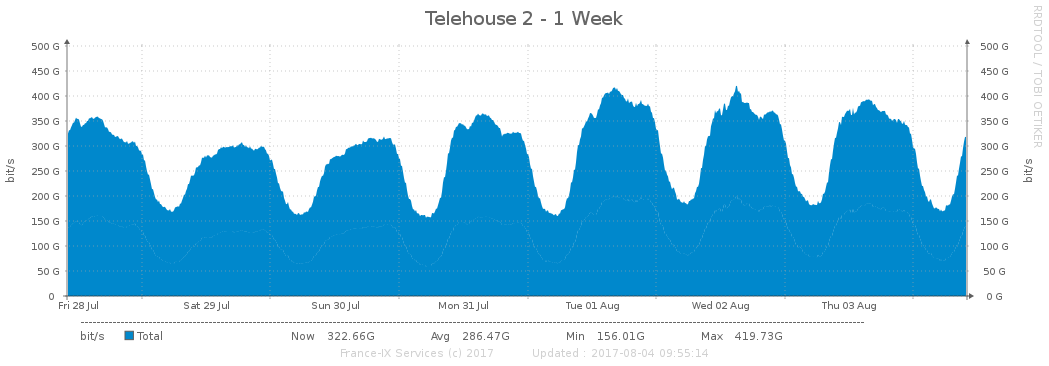 Telehouse 2 - 1 Week
RRDTOOL / TOBI OETIKER
500 G 500 G
450 G 450 G
400 G 400 G
350 G 350 G
300 G 300 G
250 G 250 G
200 G 200 G
150 G 150 G
100 G 100 G
50 G 50 G
0 0 G
bit/s bit/s
Fri 28 Jul Sat 29 Jul Sun 30 Jul Mon 31 Jul Tue 01 Aug Wed 02 Aug Thu 03 Aug
bit/s Total Now 322.66G Avg 286.47G Min 156.01G Max 419.73G
France-IX Services (c) 2017 Updated : 2017-08-04 09:55:14